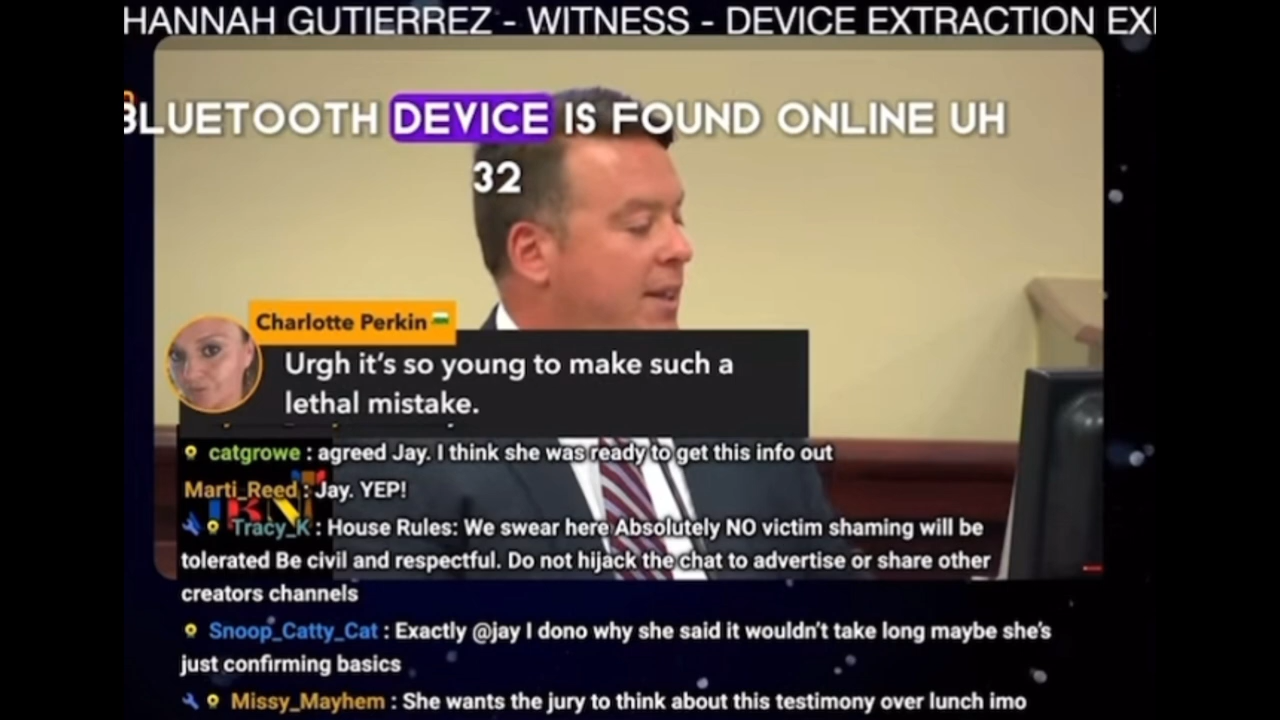 HANNAH GUTIERREZ - WITNESS - DEVICE EXTRACTION
BLUETOOTH DEVICE IS FOUND ONLINE UH
32
Charlotte Perkin
Urgh it's so young to make such a
lethal mistake.
catgrowe : agreed Jay. I think she was ready to get this info out
Marti_Reed : Jay. YEP!
Tracy_K : House Rules: We swear here Absolutely NO victim shaming will be
tolerated Be civil and respectful. Do not hijack the chat to advertise or share other
creators channels
Snoop_Catty_Cat : Exactly @jay I dono why she said it wouldn't take long maybe she's
just confirming basics
Missy_Mayhem : She wants the jury to think about this testimony over lunch imo